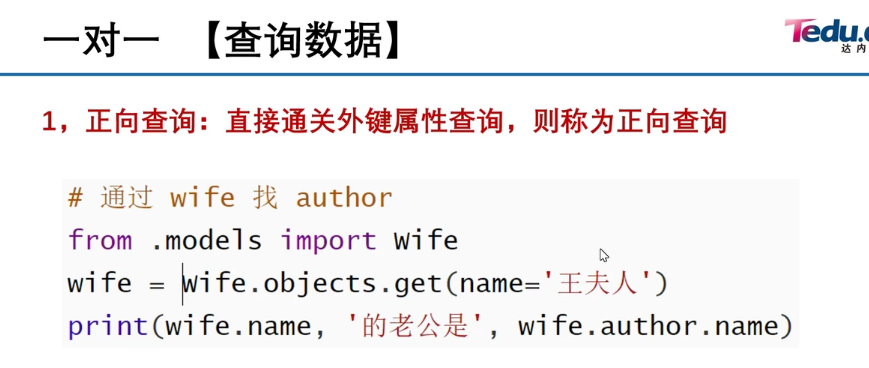 一对一 【查询数据】
Tedu.
达内
1，正向查询：直接通关外键属性查询，则称为正向查询
# 通过 wife 找 author
from .models import Wife
wife = Wife.objects.get(name='王夫人')
print(wife.name, '的老公是', wife.author.name)